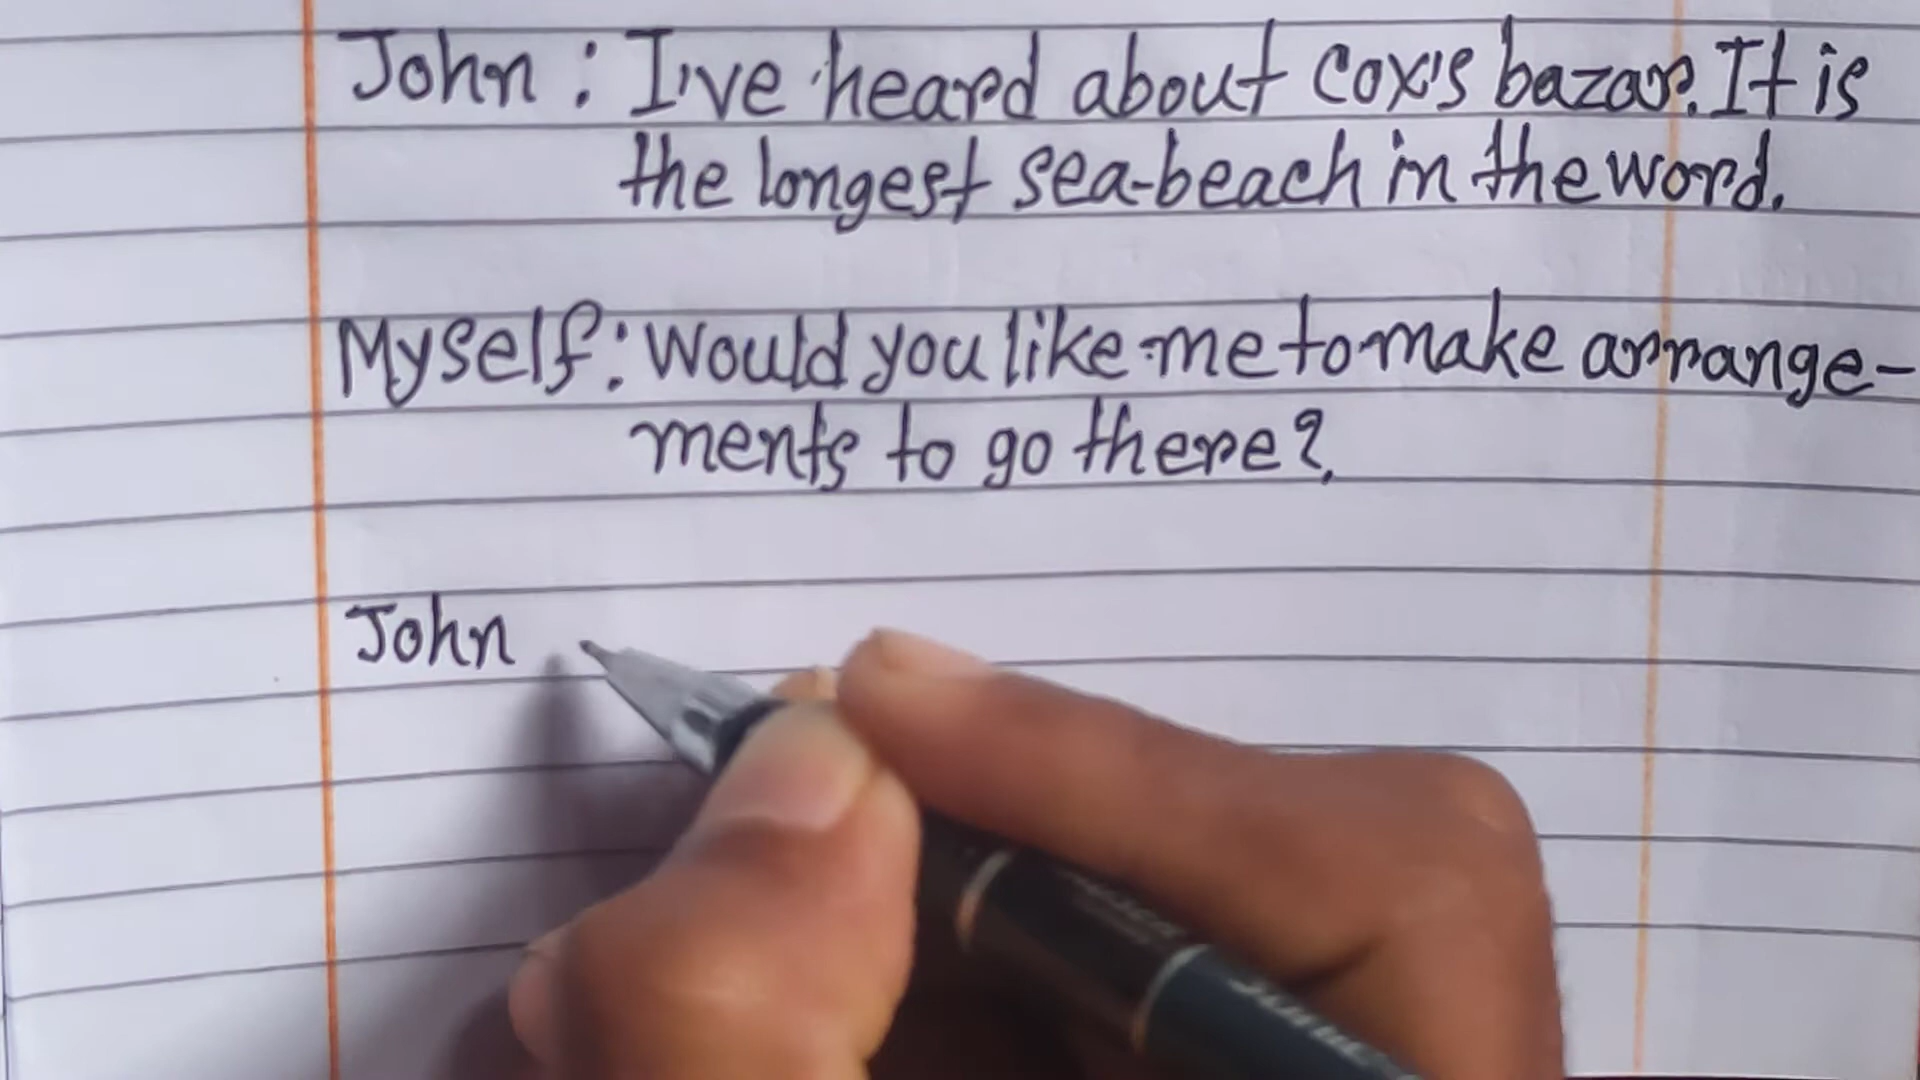 John : I've heard about cox's bazar. It is
the longest sea-beach in the word.
Myself: Would you like me to make arrange-
ments to go there?
John